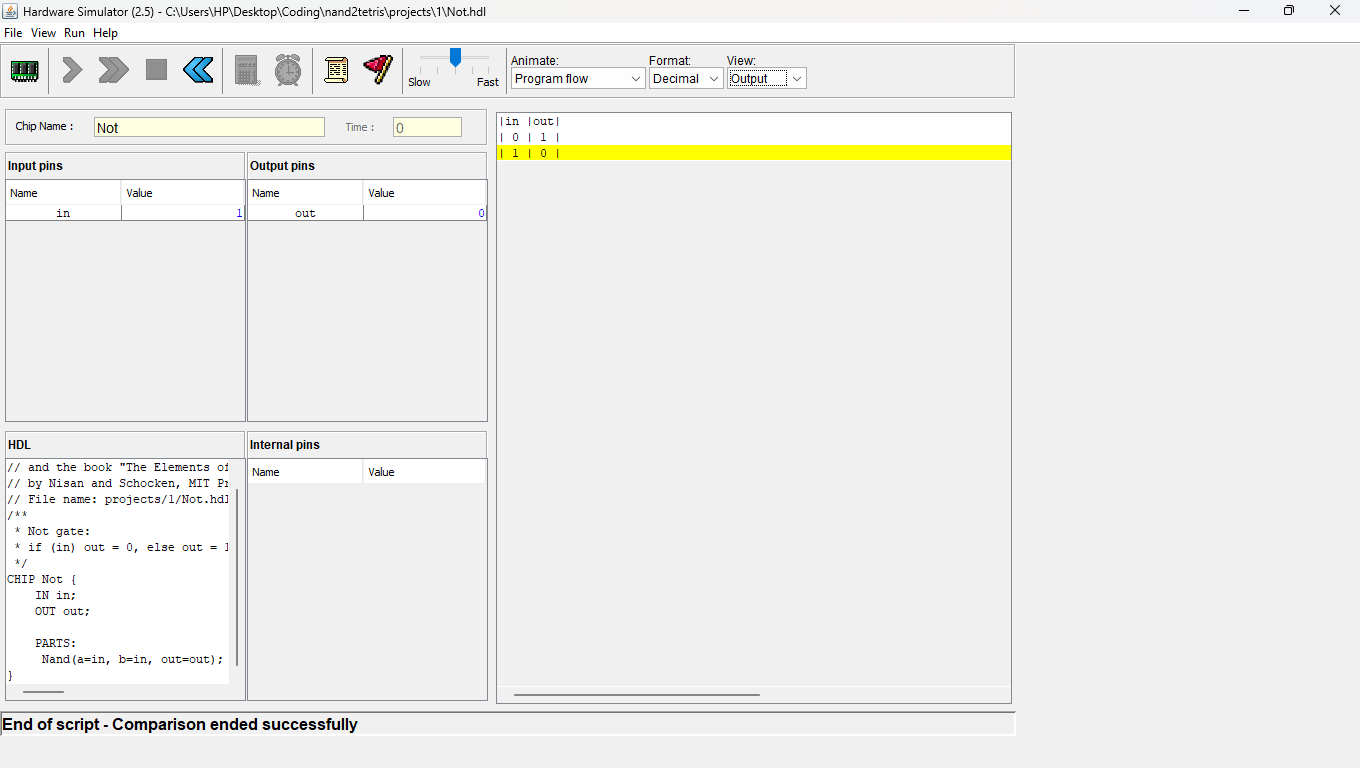 Hardware Simulator (2.5) - C:\Users\HP\Desktop\Coding\nand2tetris\projects\1\Not.hdl
File View Run Help
Animate: Format: View:
Slow Fast Program flow Decimal Output
Chip Name : Not Time : 0
Input pins
Name Value
in 1
Output pins
Name Value
out 0
|in |out|
| 0 | 1 |
| 1 | 0 |
HDL
// and the book "The Elements of
// by Nisan and Schocken, MIT Pr
// File name: projects/1/Not.hdl
/**
* Not gate:
* if (in) out = 0, else out = 1
*/
CHIP Not {
IN in;
OUT out;
PARTS:
Nand(a=in, b=in, out=out);
}
Internal pins
Name Value
End of script - Comparison ended successfully